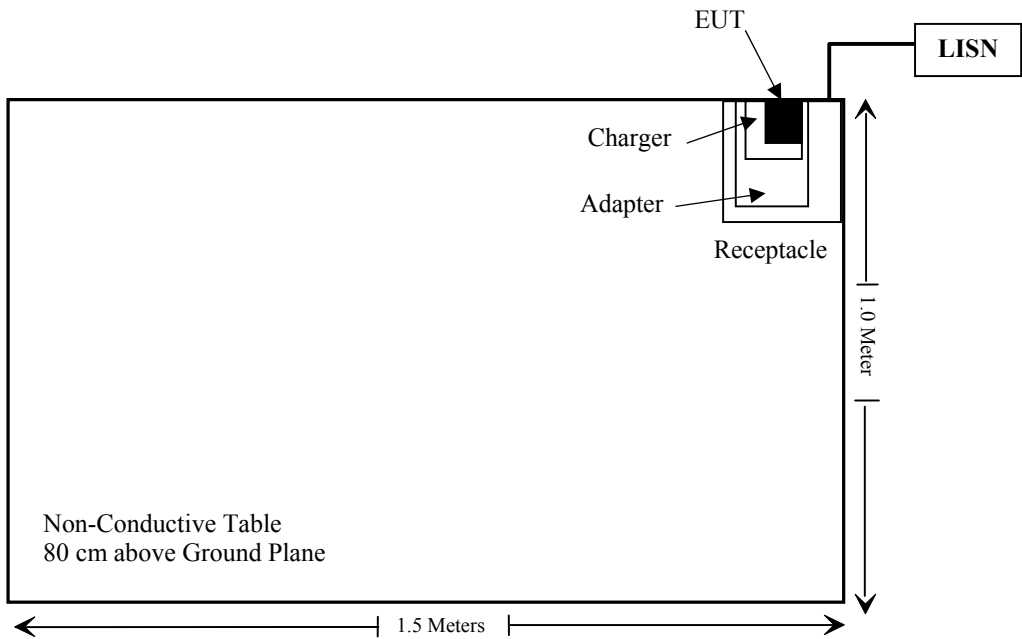 EUT
LISN
Charger
Adapter
Receptacle
1.0 Meter
Non-Conductive Table
80 cm above Ground Plane
1.5 Meters